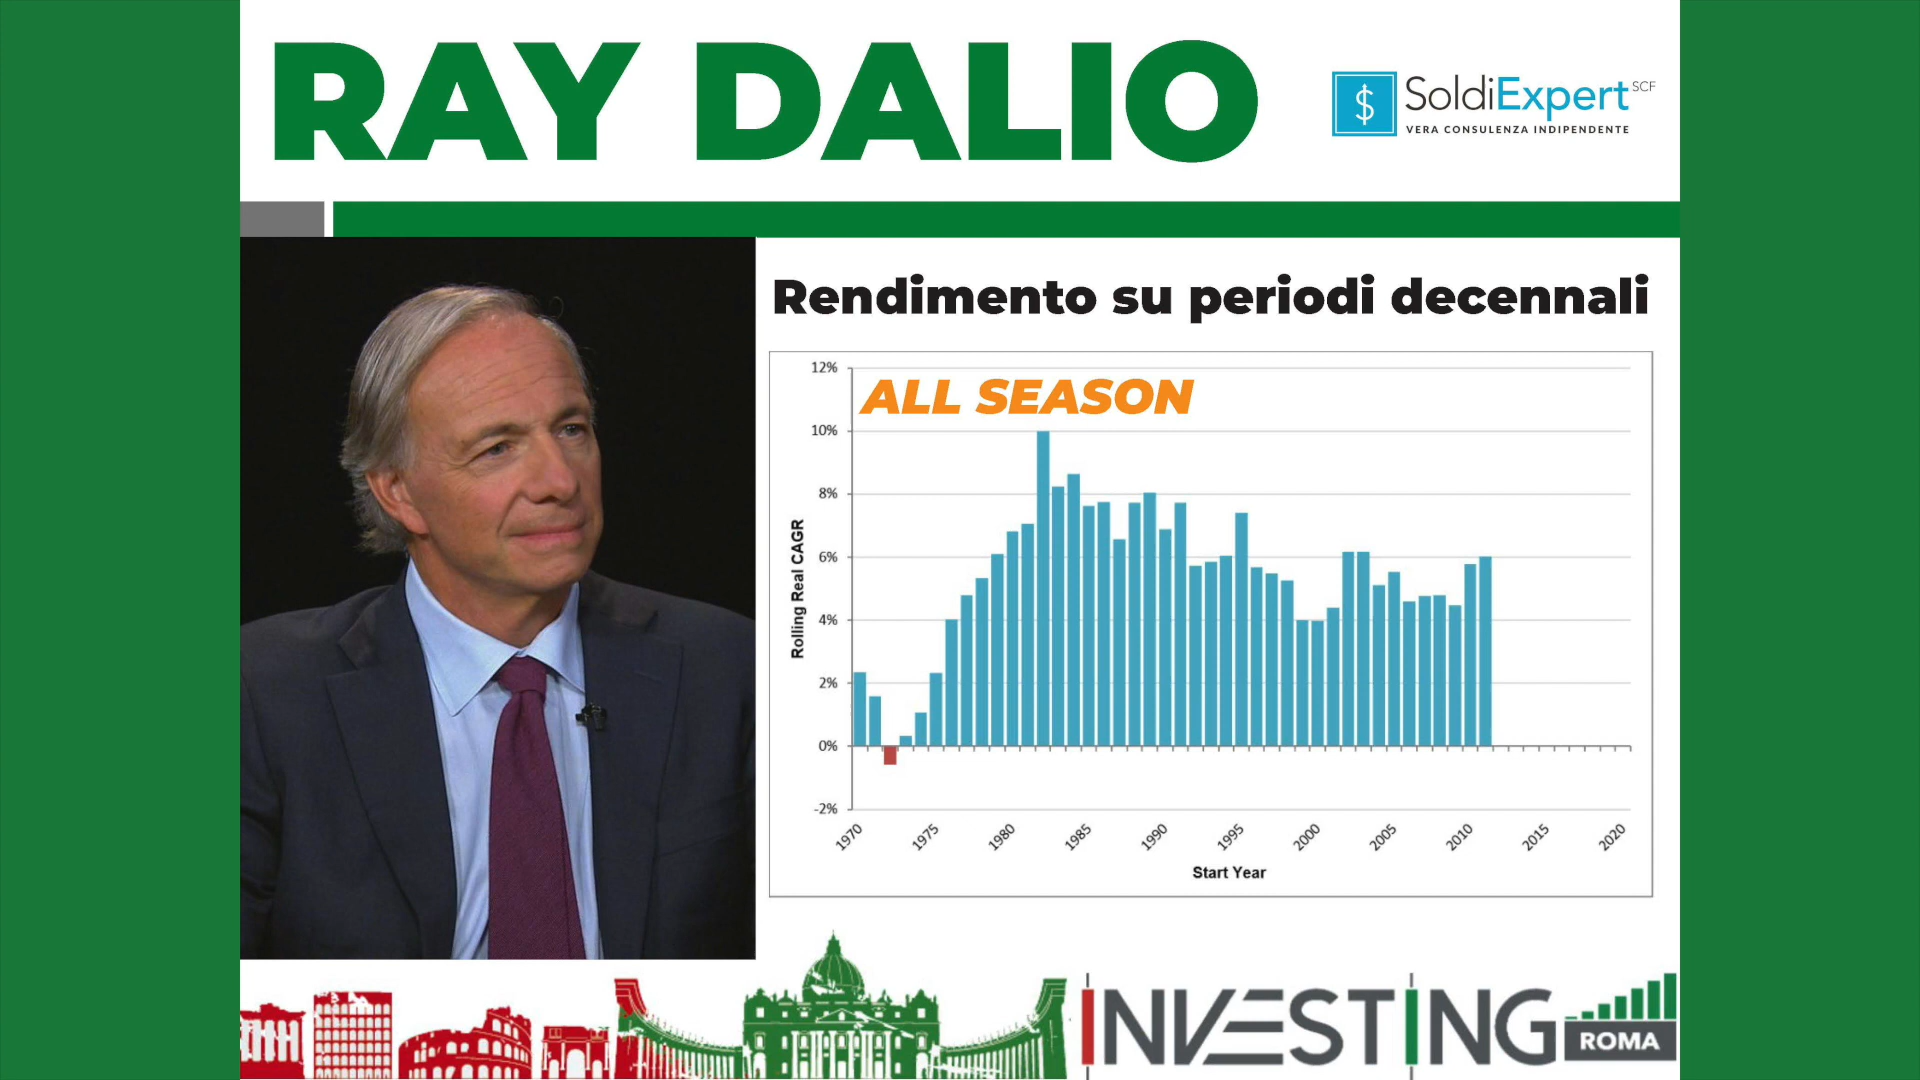 RAY DALIO
SoldiExpert SCF
VERA CONSULENZA INDIPENDENTE
Rendimento su periodi decennali
ALL SEASON
12%
10%
8%
6%
4%
2%
0%
-2%
Rolling Real CAGR
1970 1975 1980 1985 1990 1995 2000 2005 2010 2015 2020
Start Year
INVESTING
ROMA